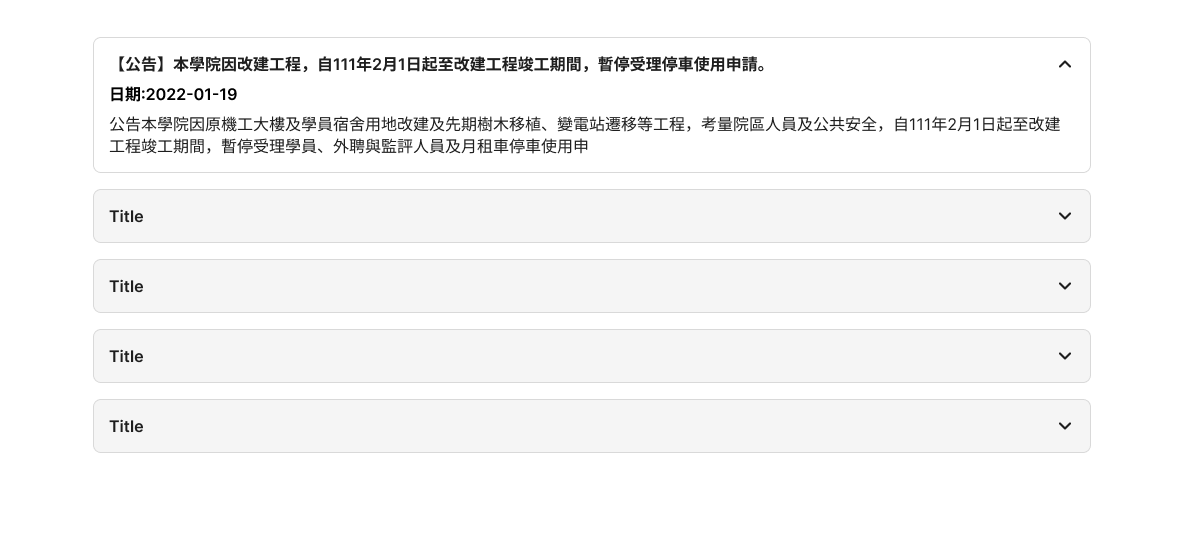 【公告】本學院因改建工程，自111年2月1日起至改建工程竣工期間，暫停受理停車使用申請。
日期:2022-01-19
公告本學院因原機工大樓及學員宿舍用地改建及先期樹木移植、變電站遷移等工程，考量院區人員及公共安全，自111年2月1日起至改建
工程竣工期間，暫停受理學員、外聘與監評人員及月租車停車使用申
Title
Title
Title
Title